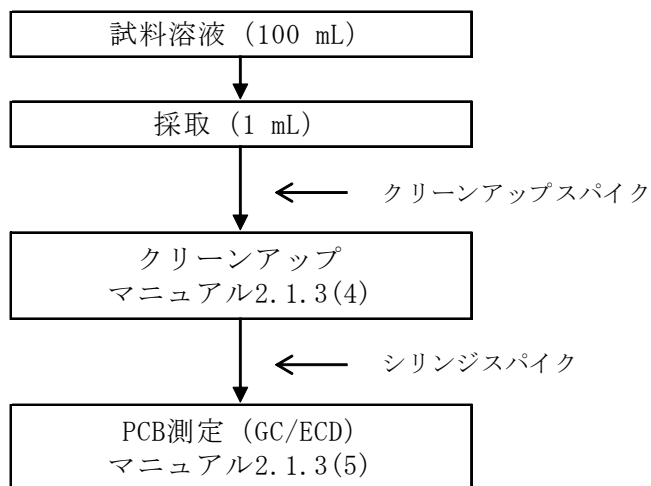 試料溶液 (100 mL)
採取 (1 mL)
クリーンアップスパイク
クリーンアップ
マニュアル2.1.3(4)
シリンジスパイク
PCB測定 (GC/ECD)
マニュアル2.1.3(5)